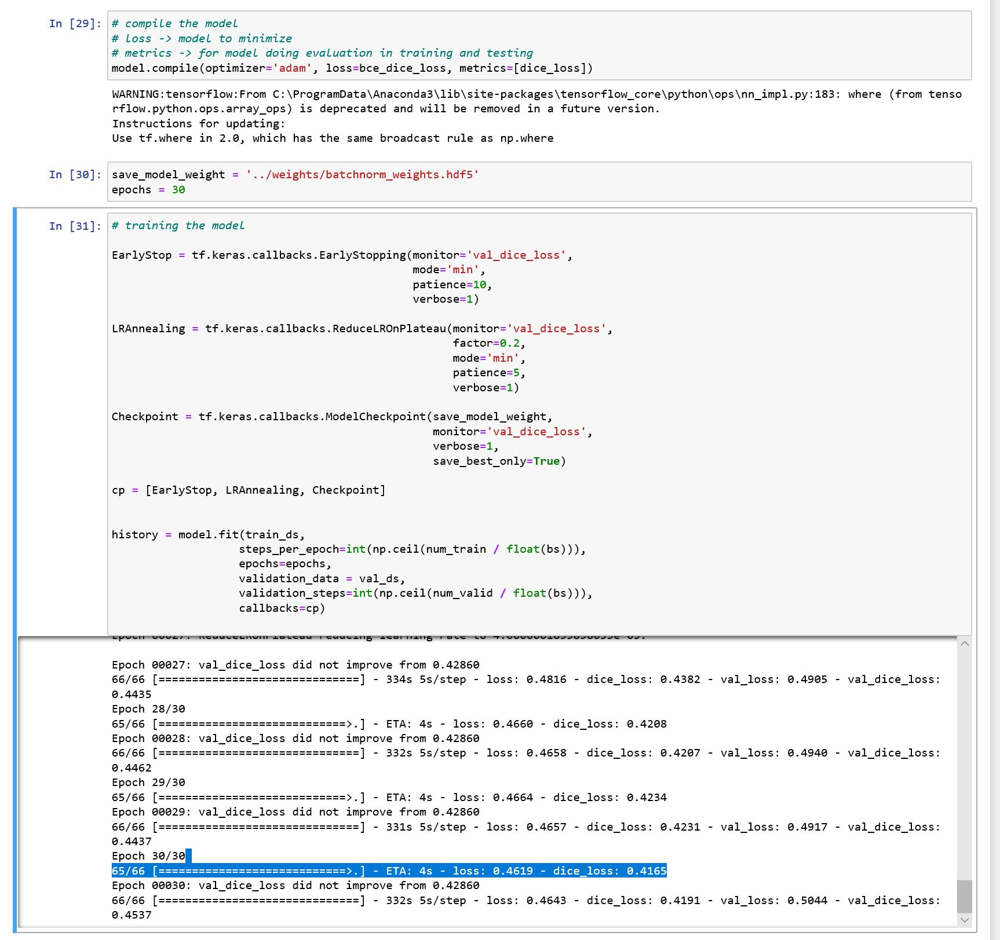 In [29]: # compile the model
# loss -> model to minimize
# metrics -> for model doing evaluation in training and testing
model.compile(optimizer='adam', loss=bce_dice_loss, metrics=[dice_loss])
WARNING:tensorflow:From C:\ProgramData\Anaconda3\lib\site-packages\tensorflow_core\python\ops\nn_impl.py:183: where (from tenso
rflow.python.ops.array_ops) is deprecated and will be removed in a future version.
Instructions for updating:
Use tf.where in 2.0, which has the same broadcast rule as np.where
In [30]: save_model_weight = '../weights/batchnorm_weights.hdf5'
epochs = 30
In [31]: # training the model
EarlyStop = tf.keras.callbacks.EarlyStopping(monitor='val_dice_loss',
mode='min',
patience=10,
verbose=1)
LRAnnealing = tf.keras.callbacks.ReduceLROnPlateau(monitor='val_dice_loss',
factor=0.2,
mode='min',
patience=5,
verbose=1)
Checkpoint = tf.keras.callbacks.ModelCheckpoint(save_model_weight,
monitor='val_dice_loss',
verbose=1,
save_best_only=True)
cp = [EarlyStop, LRAnnealing, Checkpoint]
history = model.fit(train_ds,
steps_per_epoch=int(np.ceil(num_train / float(bs))),
epochs=epochs,
validation_data = val_ds,
validation_steps=int(np.ceil(num_valid / float(bs))),
callbacks=cp)
Epoch 00027: ReduceLROnPlateau reducing learning rate to
Epoch 00027: val_dice_loss did not improve from 0.42860
66/66 [==============================] - 334s 5s/step - loss: 0.4816 - dice_loss: 0.4382 - val_loss: 0.4905 - val_dice_loss:
0.4435
Epoch 28/30
65/66 [============================>.] - ETA: 4s - loss: 0.4660 - dice_loss: 0.4208
Epoch 00028: val_dice_loss did not improve from 0.42860
66/66 [==============================] - 332s 5s/step - loss: 0.4658 - dice_loss: 0.4207 - val_loss: 0.4940 - val_dice_loss:
0.4462
Epoch 29/30
65/66 [============================>.] - ETA: 4s - loss: 0.4664 - dice_loss: 0.4234
Epoch 00029: val_dice_loss did not improve from 0.42860
66/66 [==============================] - 331s 5s/step - loss: 0.4657 - dice_loss: 0.4231 - val_loss: 0.4917 - val_dice_loss:
0.4437
Epoch 30/30
65/66 [============================>.] - ETA: 4s - loss: 0.4619 - dice_loss: 0.4165
Epoch 00030: val_dice_loss did not improve from 0.42860
66/66 [==============================] - 332s 5s/step - loss: 0.4643 - dice_loss: 0.4191 - val_loss: 0.5044 - val_dice_loss:
0.4537